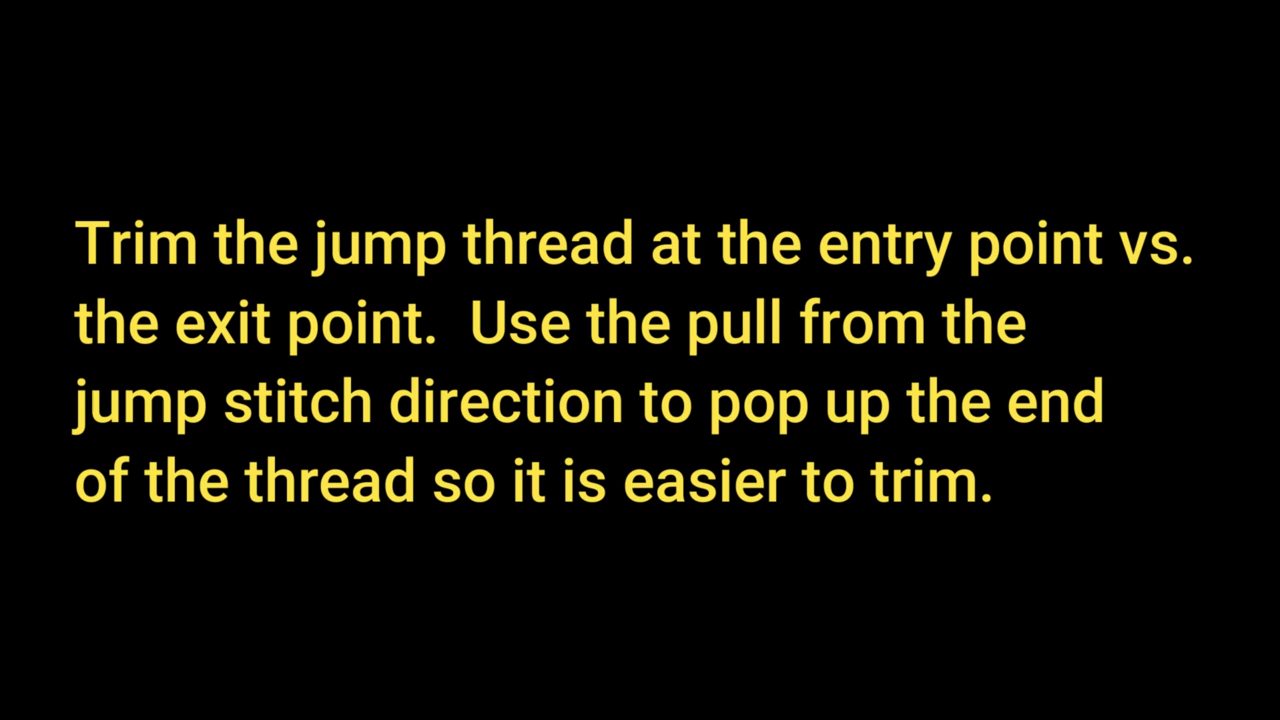 Trim the jump thread at the entry point vs.
the exit point.  Use the pull from the
jump stitch direction to pop up the end
of the thread so it is easier to trim.